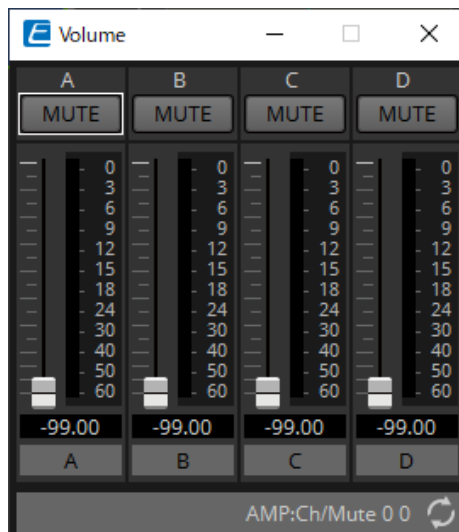 E Volume
A B C D
MUTE MUTE MUTE MUTE
0 0 0 0
3 3 3 3
6 6 6 6
9 9 9 9
12 12 12 12
15 15 15 15
18 18 18 18
24 24 24 24
30 30 30 30
40 40 40 40
50 50 50 50
60 60 60 60
-99.00 -99.00 -99.00 -99.00
A B C D
AMP:Ch/Mute 0 0